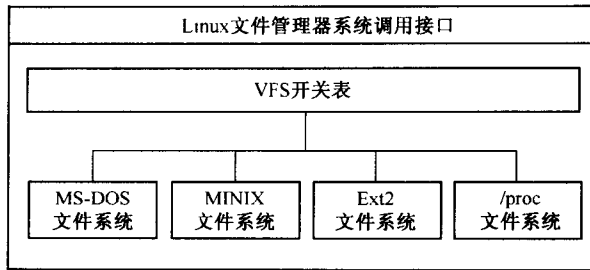 Linux文件管理器系统调用接口
VFS开关表
MS-DOS
文件系统
MINIX
文件系统
Ext2
文件系统
/proc
文件系统